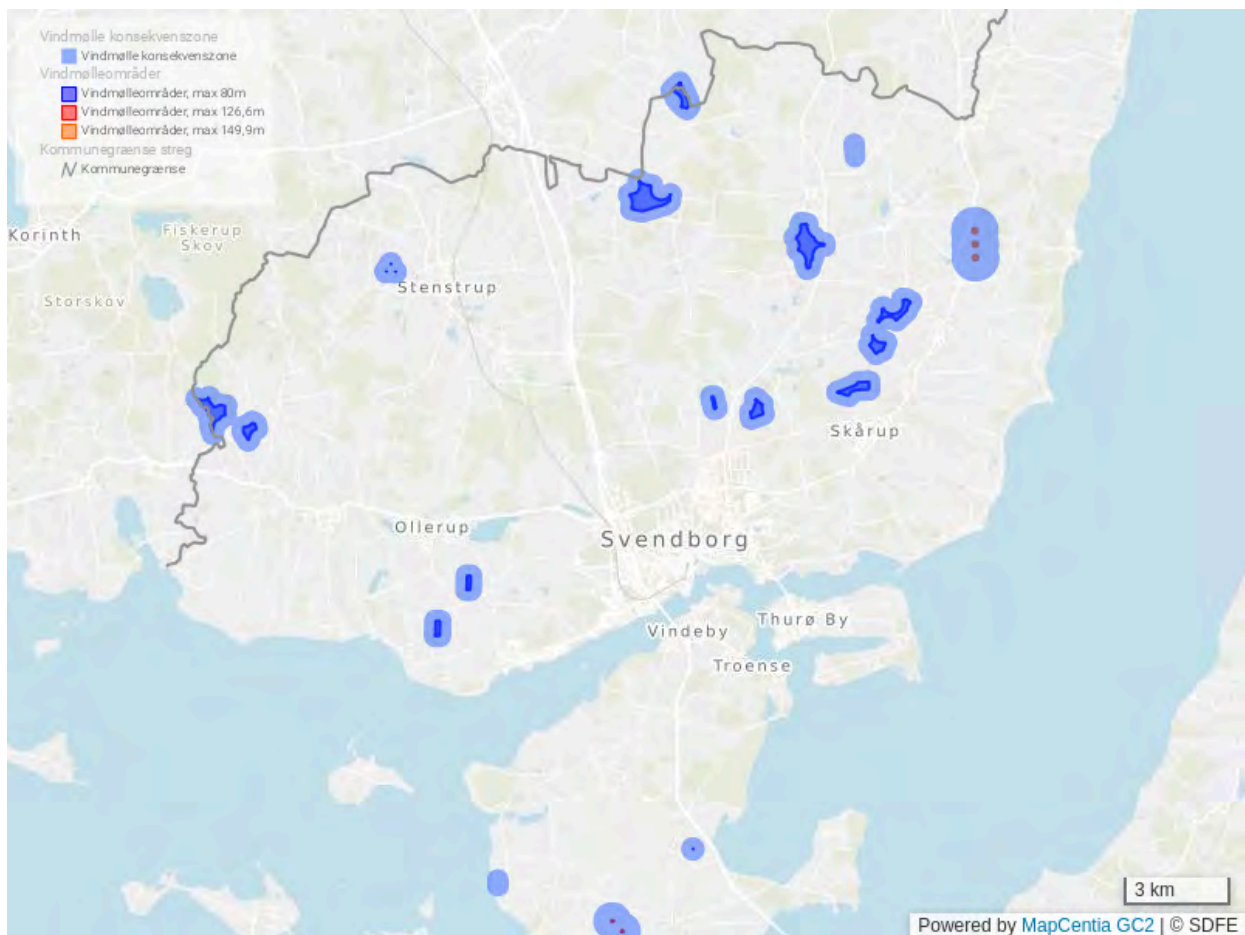 Vindmølle konsekvenszone
Vindmølle konsekvenszone
Vindmølleområder
Vindmølleområder, max 80m
Vindmølleområder, max 126,6m
Vindmølleområder, max 149,9m
Kommunegrænse streg
Kommunegrænse
Korinth
Fiskerup
Skov
Storskov
Stenstrup
Skårup
Ollerup
Svendborg
Thurø By
Vindeby
Troense
3 km
Powered by MapCentia GC2 | © SDFE